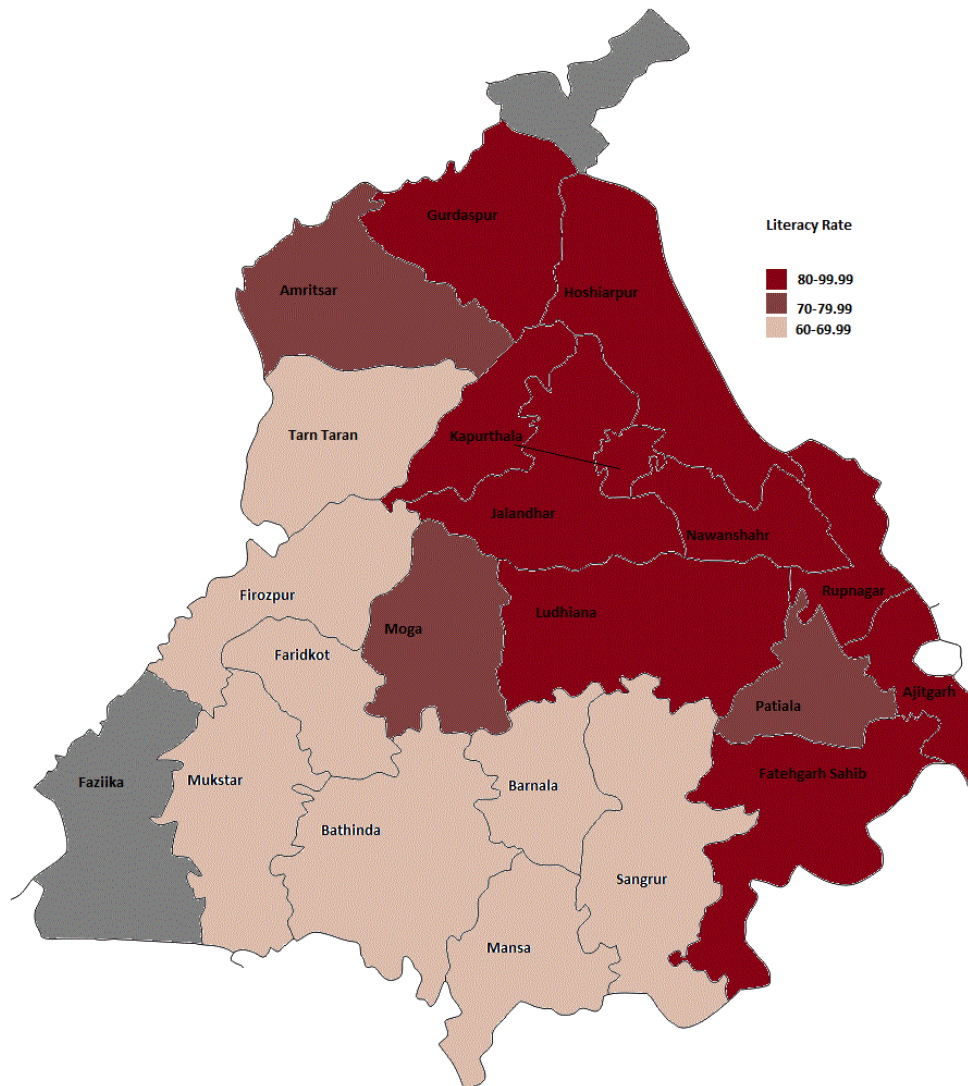 Gurdaspur
Literacy Rate
80-99.99
Amritsar
Hoshiarpur
70-79.99
60-69.99
Tarn Taran
Kapurthala
Jalandhar
Nawanshahr
Firozpur
Ludhiana
Rupnagar
Moga
Faridkot
Ajitgarh
Patiala
Faziika
Mukstar
Barnala
Fatehgarh Sahib
Bathinda
Sangrur
Mansa